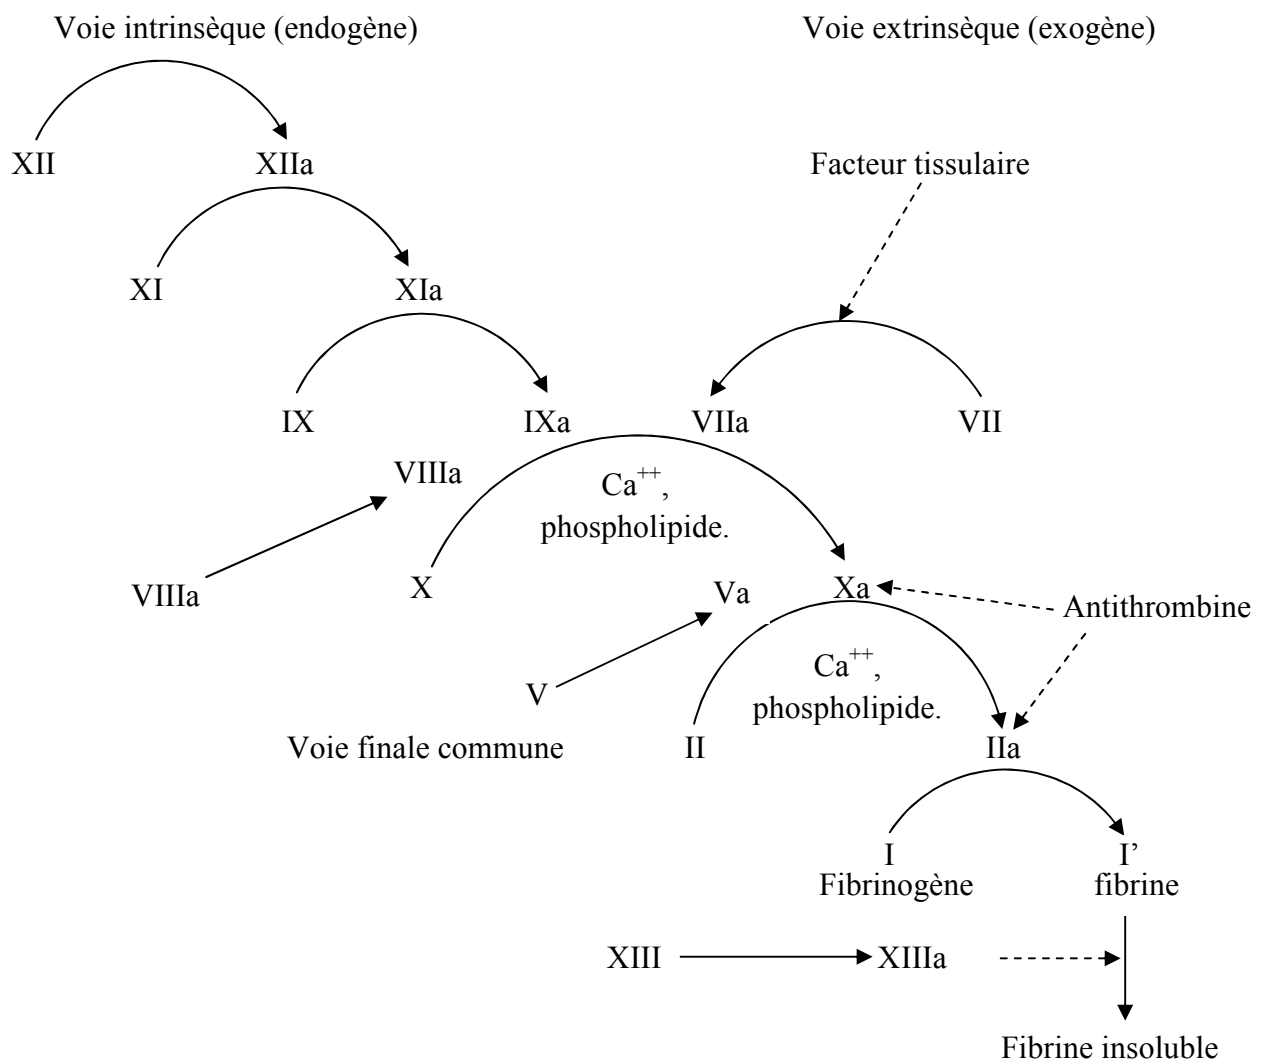 Voie intrinsèque (endogène)
Voie extrinsèque (exogène)
XII
XIIa
Facteur tissulaire
XI
XIa
IX
IXa
VIIa
VII
VIIIa
Ca++,
phospholipide.
VIIIa
X
Va
Xa
Antithrombine
Ca++,
phospholipide.
V
Voie finale commune
II
IIa
I
Fibrinogène
I’
fibrine
XIII
XIIIa
Fibrine insoluble